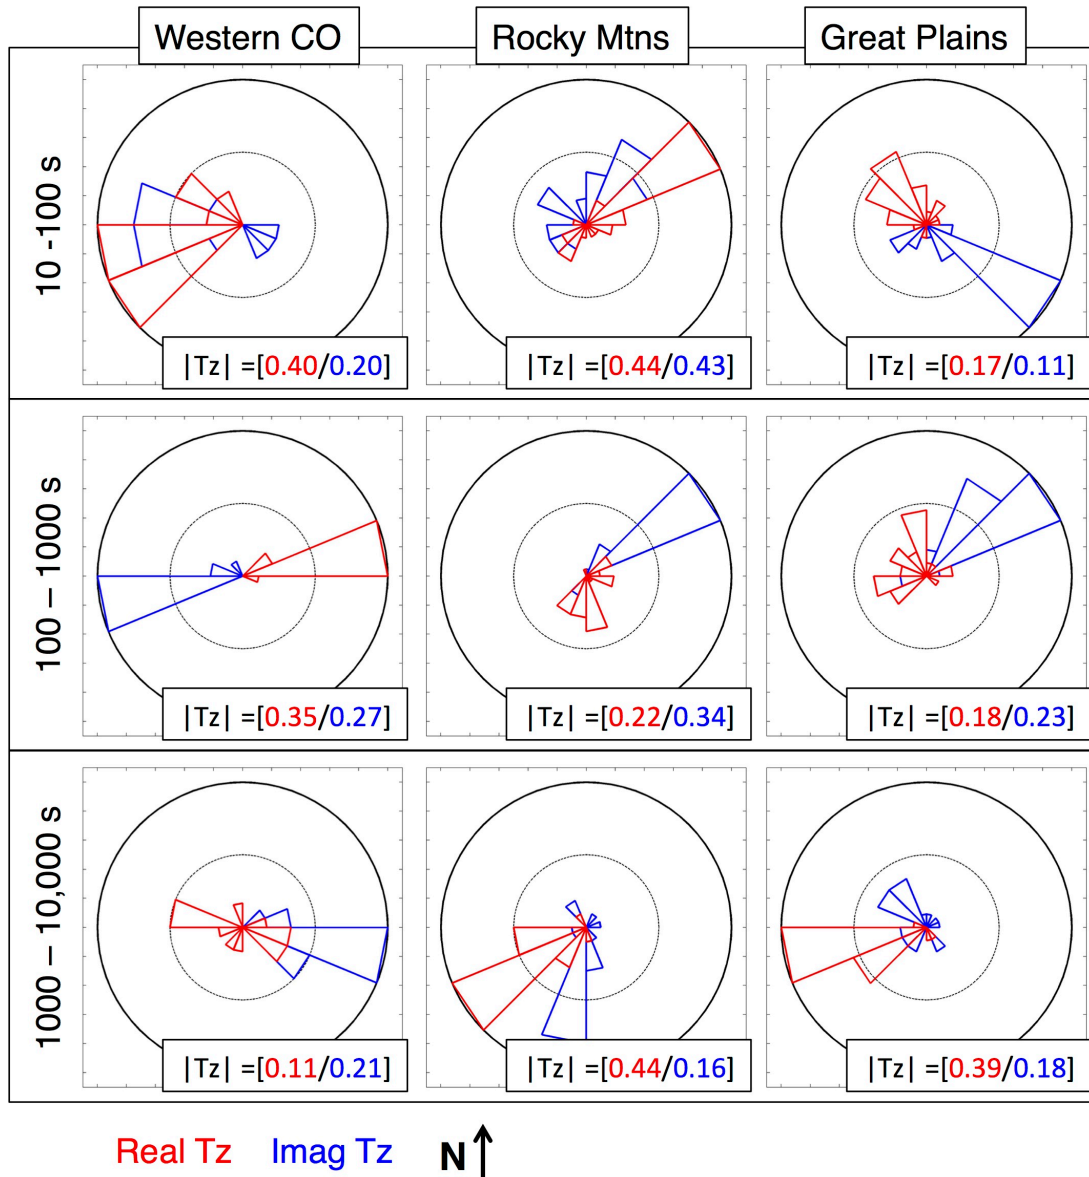 Western CO
Rocky Mtns
Great Plains
10 -100 s
|Tz| =[0.40/0.20]
|Tz| =[0.44/0.43]
|Tz| =[0.17/0.11]
100 – 1000 s
|Tz| =[0.35/0.27]
|Tz| =[0.22/0.34]
|Tz| =[0.18/0.23]
1000 – 10,000 s
|Tz| =[0.11/0.21]
|Tz| =[0.44/0.16]
|Tz| =[0.39/0.18]
Real Tz Imag Tz N